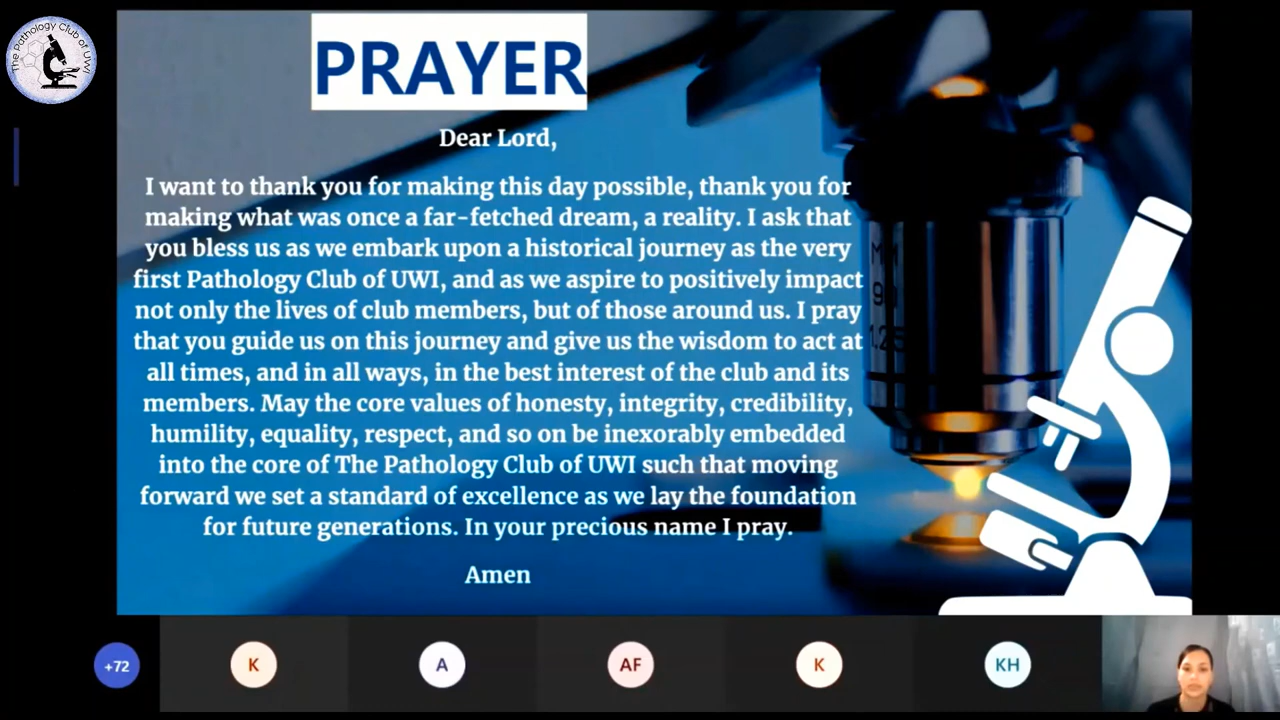 The Pathology Club of UWI
PRAYER
Dear Lord,
I want to thank you for making this day possible, thank you for
making what was once a far-fetched dream, a reality. I ask that
you bless us as we embark upon a historical journey as the very
first Pathology Club of UWI, and as we aspire to positively impact
not only the lives of club members, but of those around us. I pray
that you guide us on this journey and give us the wisdom to act at
all times, and in all ways, in the best interest of the club and its
members. May the core values of honesty, integrity, credibility,
humility, equality, respect, and so on be inexorably embedded
into the core of The Pathology Club of UWI such that moving
forward we set a standard of excellence as we lay the foundation
for future generations. In your precious name I pray.
Amen
+72
K
A
AF
K
KH